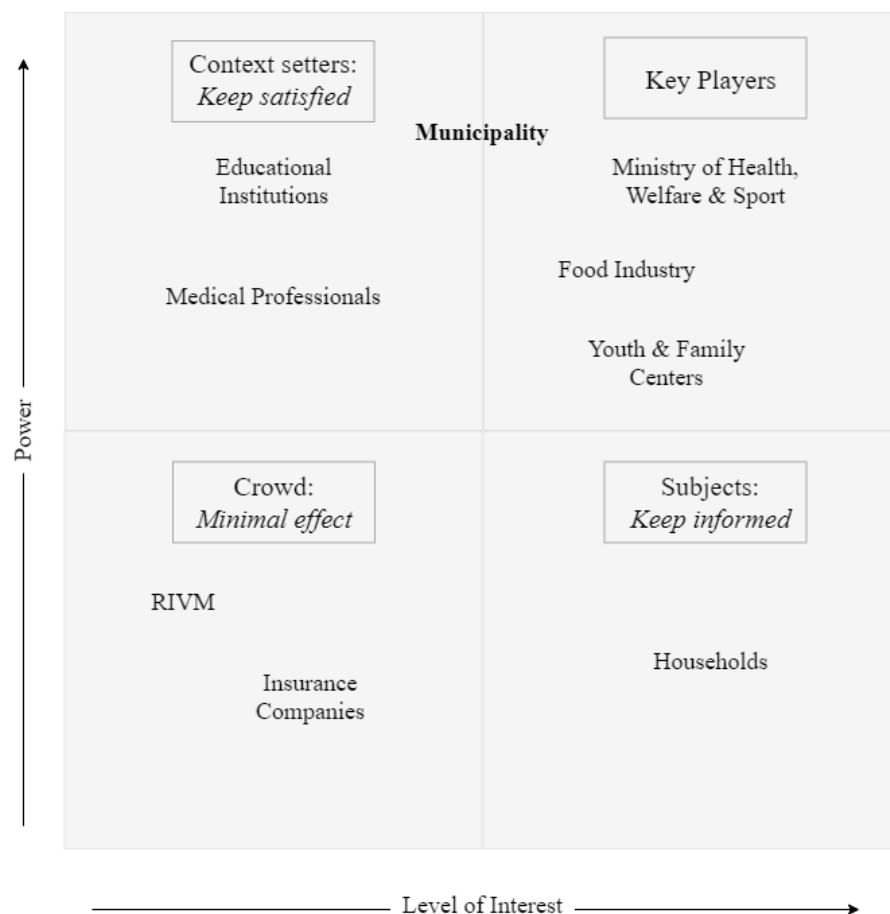 Context setters:
Keep satisfied
Key Players
Municipality
Educational
Institutions
Ministry of Health,
Welfare & Sport
Food Industry
Medical Professionals
Youth & Family
Centers
Power
Crowd:
Minimal effect
Subjects:
Keep informed
RIVM
Households
Insurance
Companies
Level of Interest